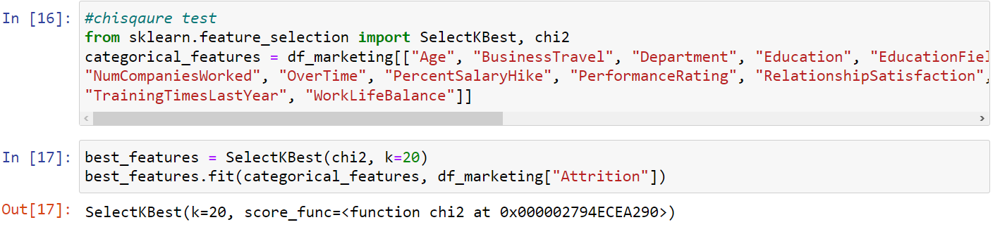 In [16]:
#chisqaure test
from sklearn.feature_selection import SelectKBest, chi2
categorical_features = df_marketing[["Age", "BusinessTravel", "Department", "Education", "EducationFiel
"NumCompaniesWorked", "OverTime", "PercentSalaryHike", "PerformanceRating", "RelationshipSatisfaction",
"TrainingTimesLastYear", "WorkLifeBalance"]]
In [17]:
best_features = SelectKBest(chi2, k=20)
best_features.fit(categorical_features, df_marketing["Attrition"])
Out[17]:
SelectKBest(k=20, score_func=<function chi2 at 0x000002794ECEA290>)